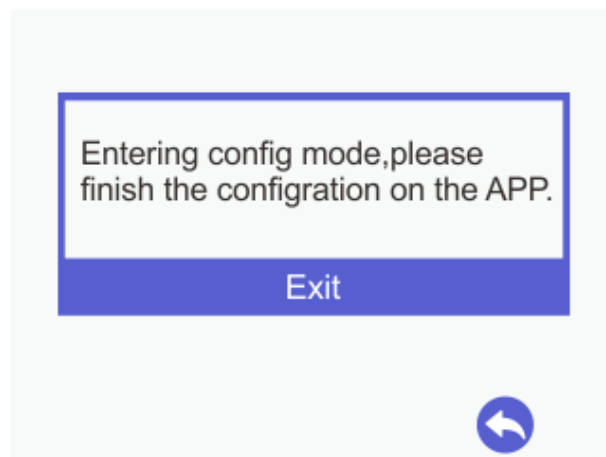 Entering config mode,please
finish the configration on the APP.
Exit